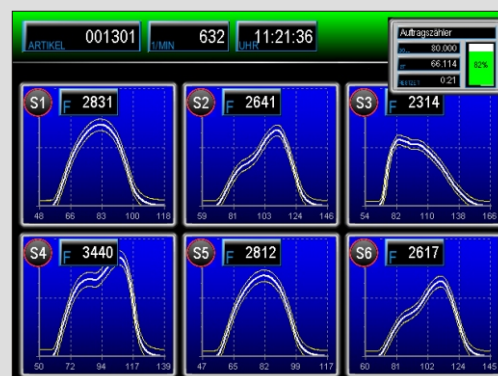 ARTIKEL 001301 1/MIN 632 UHR 11:21:36
Auftragszähler
80.000
66.114
0:21
82%
S1 F 2831
48 66 83 100 118
S2 F 2641
59 81 103 124 146
S3 2314
54 82 110 138 166
S4 F 3440
50 72 94 117 139
S5 F 2812
47 65 82 100 117
S6 F 2617
60 81 102 124 145